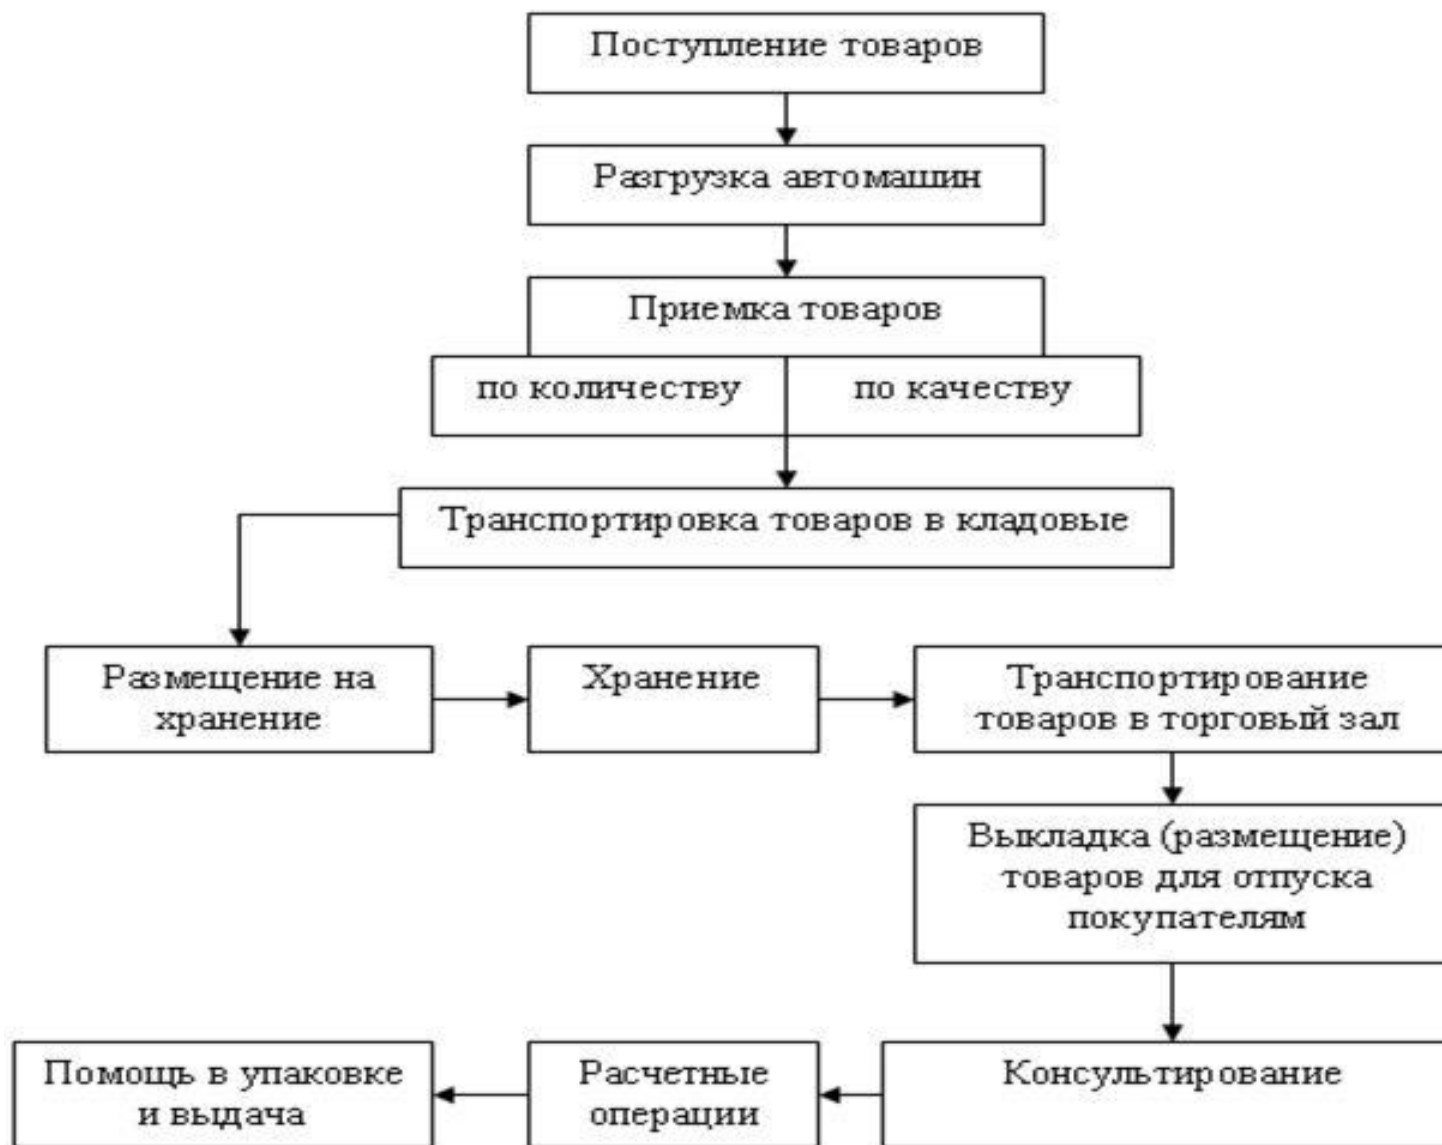 Поступление товаров
Разгрузка автомашин
Приемка товаров
по количеству
по качеству
Транспортировка товаров в кладовые
Размещение на
хранение
Хранение
Транспортирование
товаров в торговый зал
Выкладка (размещение)
товаров для отпуска
покупателям
Консультирование
Расчетные
операции
Помощь в упаковке
и выдача